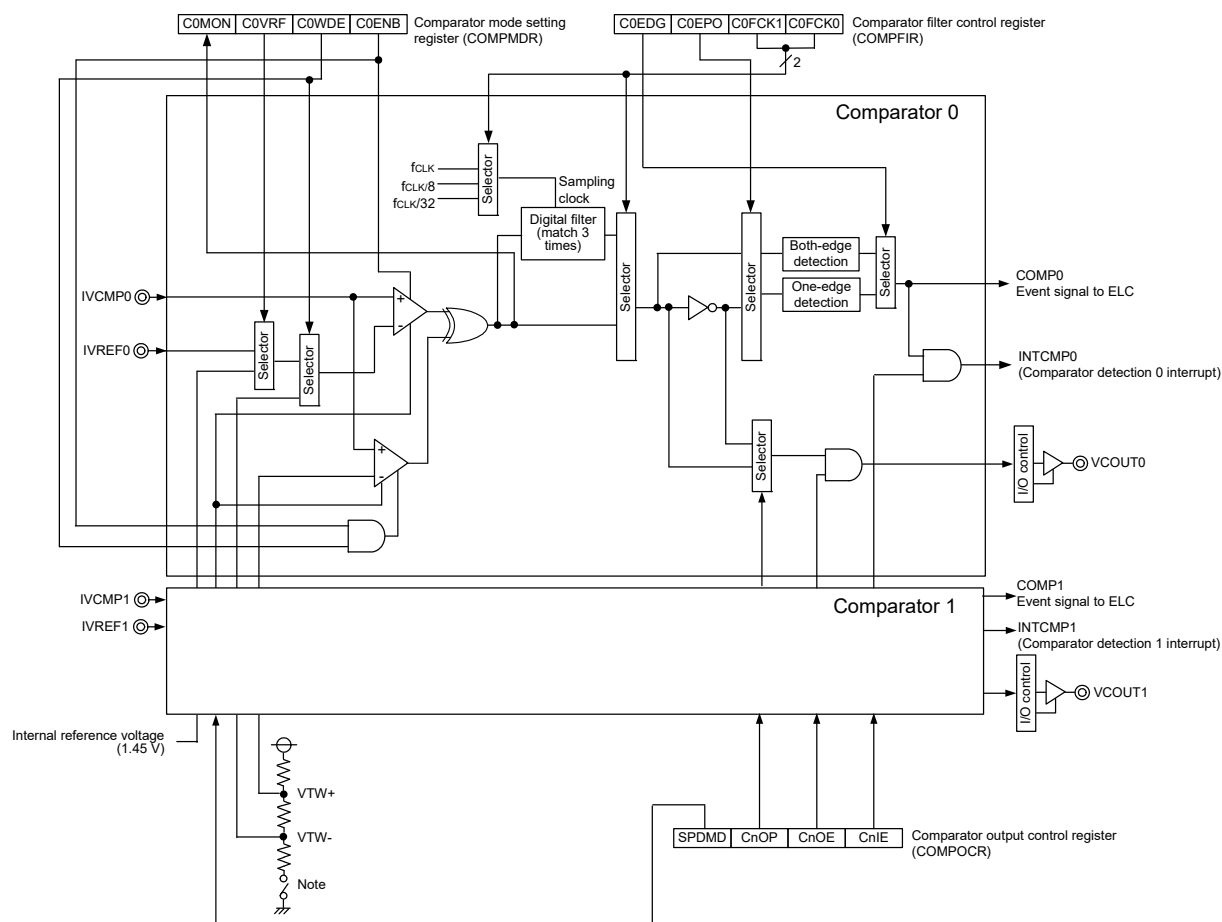 C0MON C0VRF C0WDE C0ENB
Comparator mode setting
register (COMPMDR)
C0EDG C0EPO C0FCK1 C0FCK0
Comparator filter control register
(COMPFIR)
2
Comparator 0
fCLK
fCLK/8
fCLK/32
Selector
Sampling
clock
Digital filter
(match 3
times)
Selector
Selector
Both-edge
detection
One-edge
detection
Selector
IVCMP0
IVREF0
Selector
Selector
+
-
+
-
Selector
COMP0
Event signal to ELC
INTCMP0
(Comparator detection 0 interrupt)
I/O control
VCOUT0
IVCMP1
IVREF1
Comparator 1
COMP1
Event signal to ELC
INTCMP1
(Comparator detection 1 interrupt)
I/O control
VCOUT1
Internal reference voltage
(1.45 V)
VTW+
VTW-
Note
SPDMD CnOP CnOE CnIE
Comparator output control register
(COMPOCR)